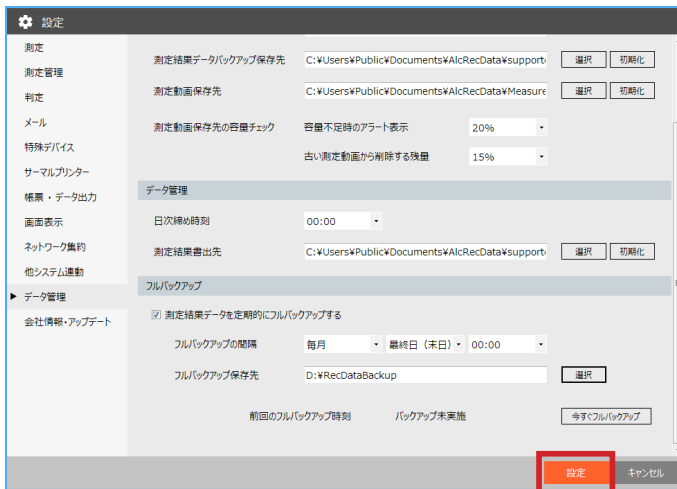 設定
測定
測定管理
判定
メール
特殊デバイス
サーマルプリンター
帳票・データ出力
画面表示
ネットワーク集約
他システム連動
データ管理
会社情報・アップデート
測定結果データバックアップ保存先 C:¥Users¥Public¥Documents¥AlcRecData¥support 選択 初期化
測定動画保存先 C:¥Users¥Public¥Documents¥AlcRecData¥Measure 選択 初期化
測定動画保存先の容量チェック 容量不足時のアラート表示 20%
古い測定動画から削除する残量 15%
データ管理
日次締め時刻 00:00
測定結果書出先 C:¥Users¥Public¥Documents¥AlcRecData¥support 選択 初期化
フルバックアップ
測定結果データを定期的にフルバックアップする
フルバックアップの間隔 毎月 最終日（末日） 00:00
フルバックアップ保存先 D:¥RecDataBackup 選択
前回のフルバックアップ時刻 バックアップ未実施 今すぐフルバックアップ
設定 キャンセル